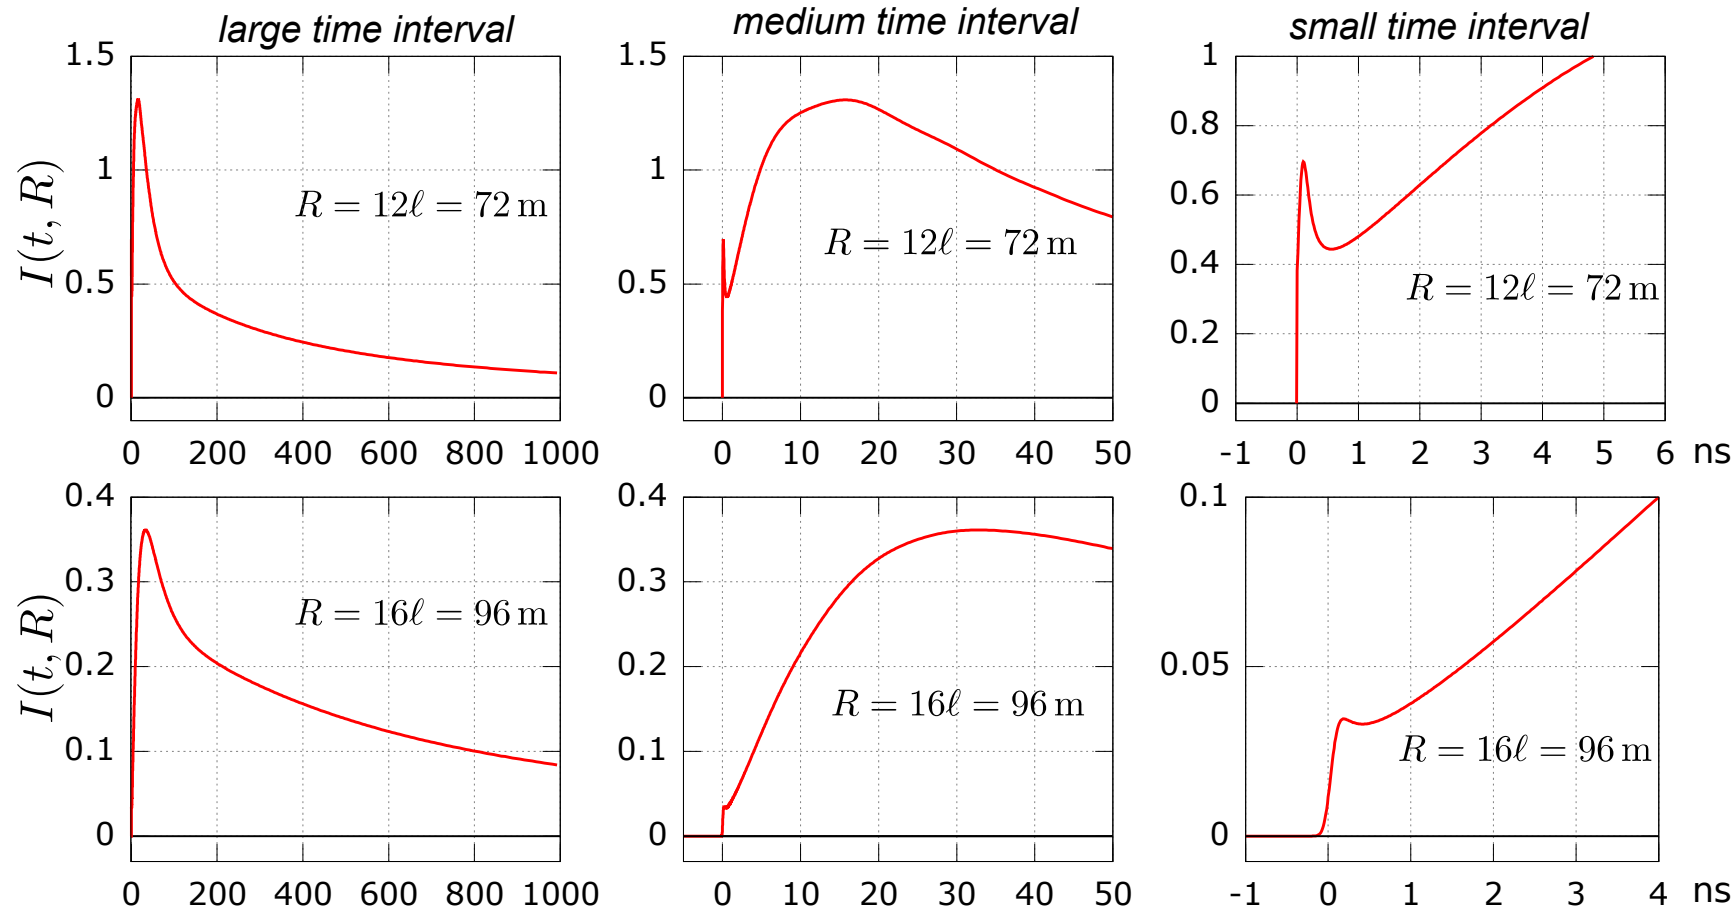 large time interval
medium time interval
small time interval
I(t, R)
1.5
1
0.5
0
R = 12ℓ = 72 m
0 200 400 600 800 1000
1.5
1
0.5
0
R = 12ℓ = 72 m
0 10 20 30 40 50
1
0.8
0.6
0.4
0.2
0
R = 12ℓ = 72 m
-1 0 1 2 3 4 5 6 ns
I(t, R)
0.4
0.3
0.2
0.1
0
R = 16ℓ = 96 m
0 200 400 600 800 1000
0.4
0.3
0.2
0.1
0
R = 16ℓ = 96 m
0 10 20 30 40 50
0.1
0.05
0
R = 16ℓ = 96 m
-1 0 1 2 3 4 ns